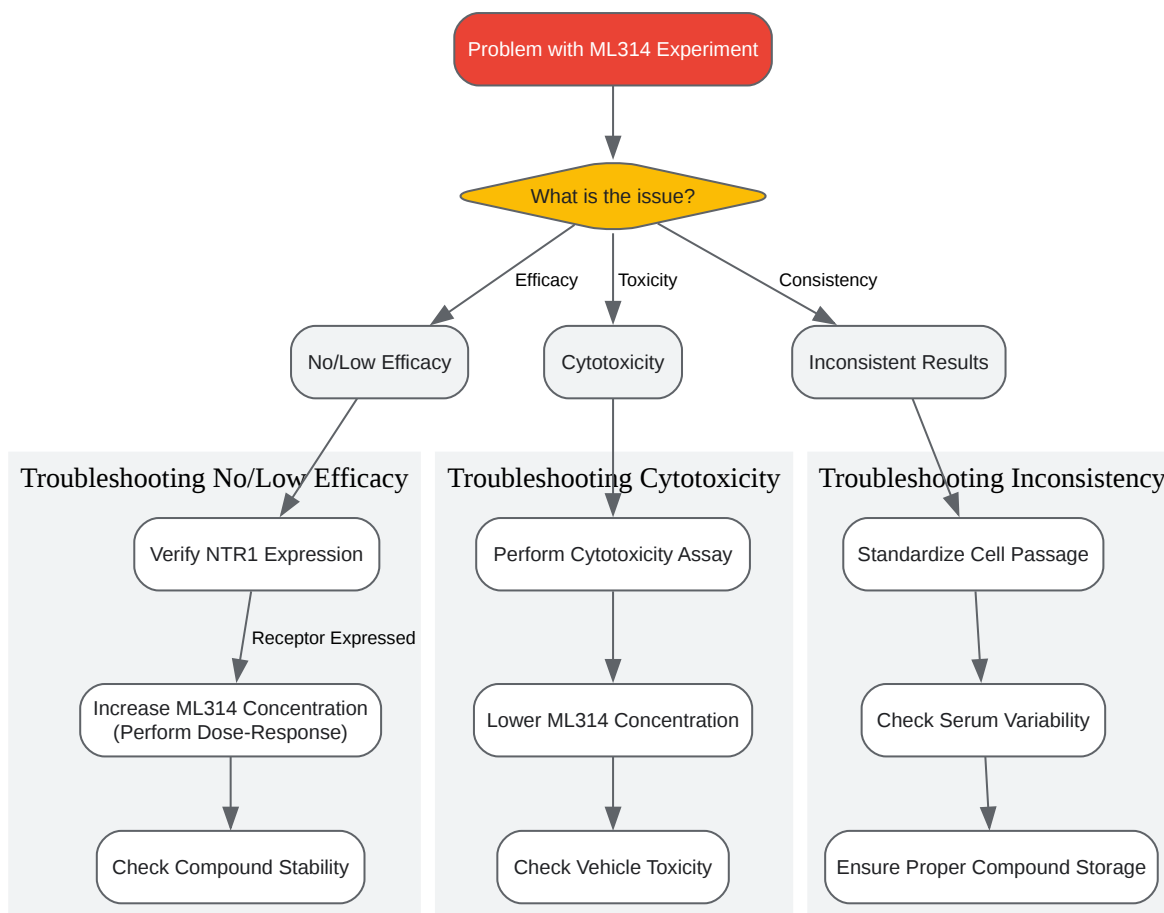 Problem with ML314 Experiment
What is the issue?
Efficacy
Toxicity
Consistency
No/Low Efficacy
Cytotoxicity
Inconsistent Results
Troubleshooting No/Low Efficacy
Troubleshooting Cytotoxicity
Troubleshooting Inconsistency
Verify NTR1 Expression
Perform Cytotoxicity Assay
Standardize Cell Passage
Receptor Expressed
Increase ML314 Concentration
(Perform Dose-Response)
Lower ML314 Concentration
Check Serum Variability
Check Compound Stability
Check Vehicle Toxicity
Ensure Proper Compound Storage